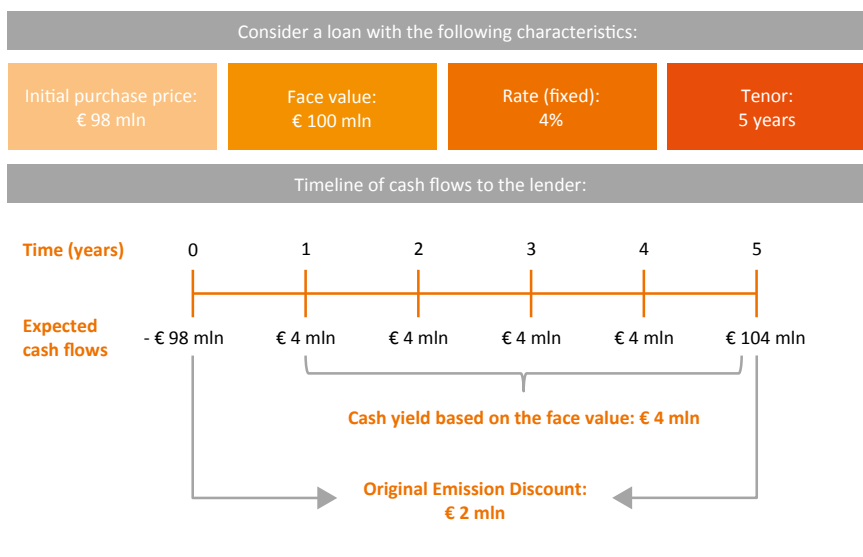 Consider a loan with the following characteristics:
Initial purchase price:
€ 98 mln
Face value:
€ 100 mln
Rate (fixed):
4%
Tenor:
5 years
Timeline of cash flows to the lender:
Time (years) 0 1 2 3 4 5
Expected
cash flows
- € 98 mln € 4 mln € 4 mln € 4 mln € 4 mln € 104 mln
Cash yield based on the face value: € 4 mln
Original Emission Discount:
€ 2 mln